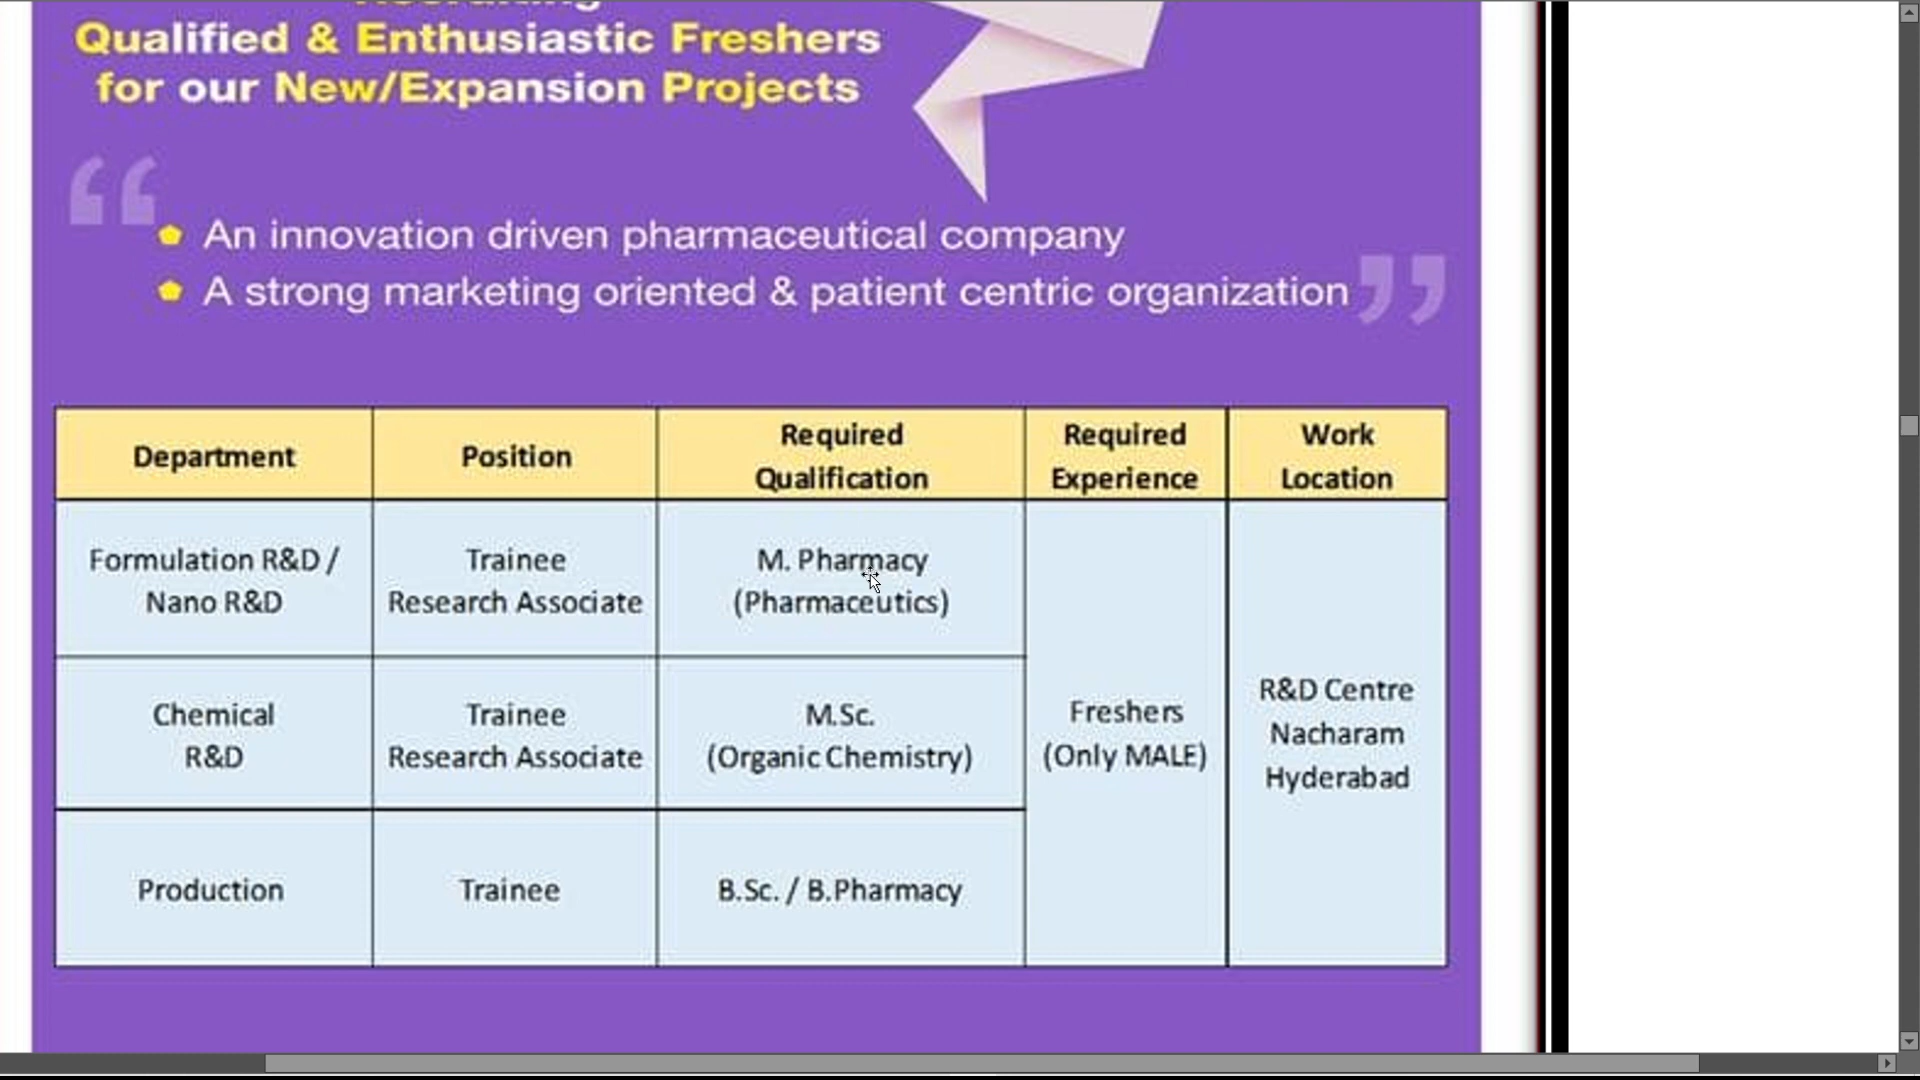 Recruiting
Qualified & Enthusiastic Freshers
for our New/Expansion Projects
An innovation driven pharmaceutical company
A strong marketing oriented & patient centric organization
Department
Position
Required
Qualification
Required
Experience
Work
Location
Formulation R&D /
Nano R&D
Trainee
Research Associate
M. Pharmacy
(Pharmaceutics)
Chemical
R&D
Trainee
Research Associate
M.Sc.
(Organic Chemistry)
Freshers
(Only MALE)
R&D Centre
Nacharam
Hyderabad
Production
Trainee
B.Sc. / B.Pharmacy